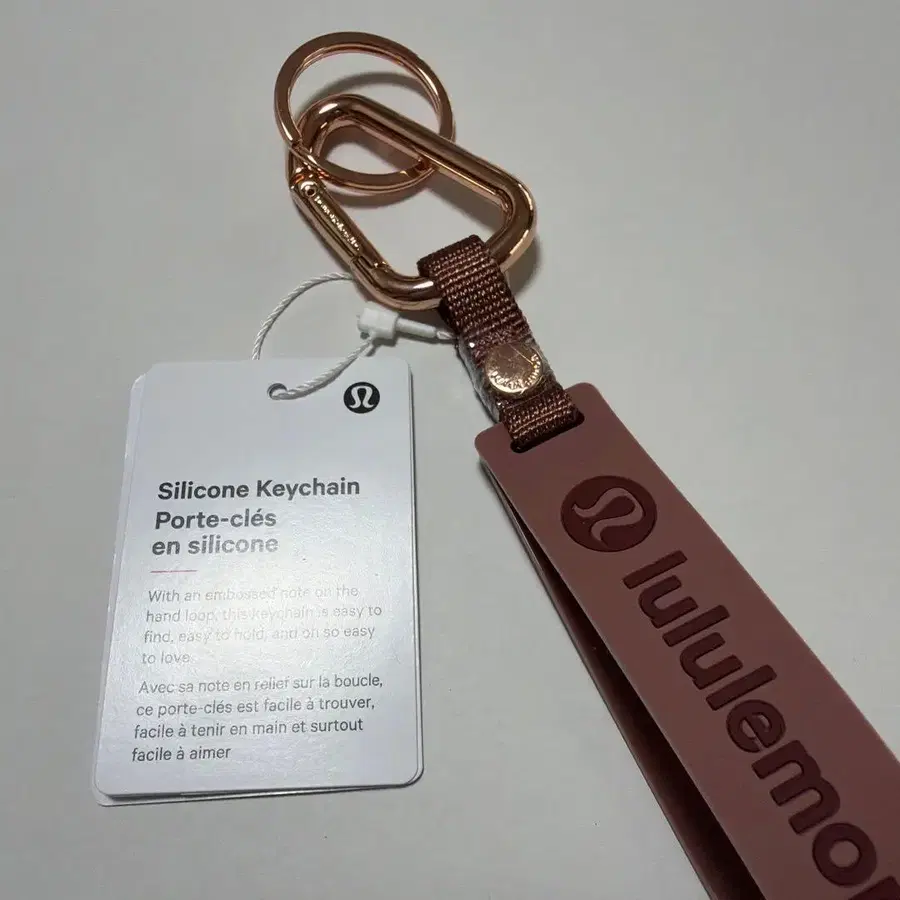 Silicone Keychain
Porte-clés
en silicone
With an embossed note on the
hand loop, this keychain is easy to
find, easy to hold, and oh so easy
to love
Avec sa note en relief sur la boucle,
ce porte-clés est facile à trouver,
facile à tenir en main et surtout
facile à aimer
lululemon